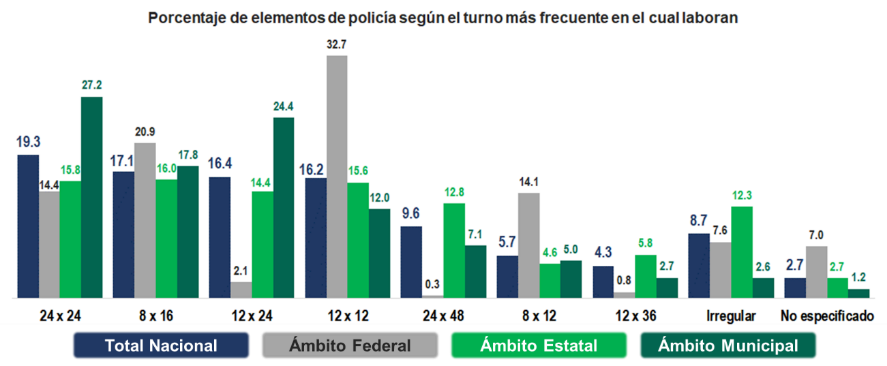 Porcentaje de elementos de policía según el turno más frecuente en el cual laboran
19.3 14.4 15.8 27.2
17.1 20.9 16.0 17.8
16.4 2.1 14.4 24.4
16.2 32.7 15.6 12.0
9.6 0.3 12.8 7.1
5.7 14.1 4.6 5.0
4.3 0.8 5.8 2.7
8.7 7.6 12.3 2.6
2.7 7.0 2.7 1.2
24 x 24 8 x 16 12 x 24 12 x 12 24 x 48 8 x 12 12 x 36 Irregular No especificado
Total Nacional Ámbito Federal Ámbito Estatal Ámbito Municipal